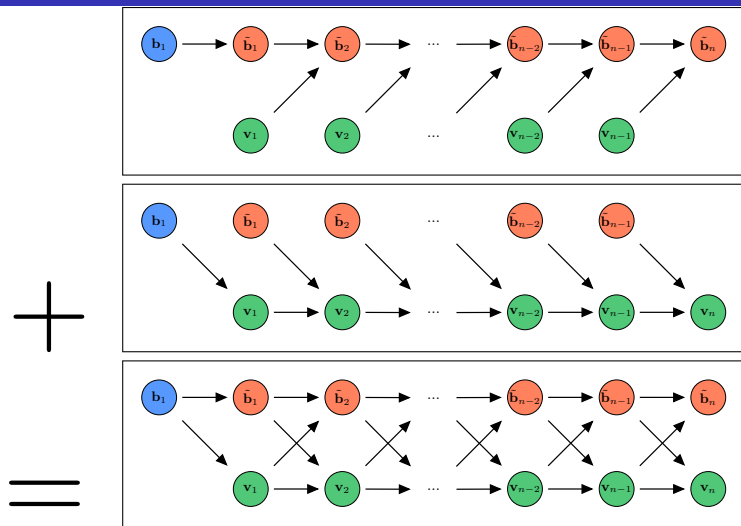 b₁ b̃₁ b̃₂ ... b̃ₙ₋₂ b̃ₙ₋₁ b̃ₙ
v₁ v₂ ... vₙ₋₂ vₙ₋₁
b₁ b̃₁ b̃₂ ... b̃ₙ₋₂ b̃ₙ₋₁
+
v₁ v₂ ... vₙ₋₂ vₙ₋₁ vₙ
b₁ b̃₁ b̃₂ ... b̃ₙ₋₂ b̃ₙ₋₁ b̃ₙ
=
v₁ v₂ ... vₙ₋₂ vₙ₋₁ vₙ